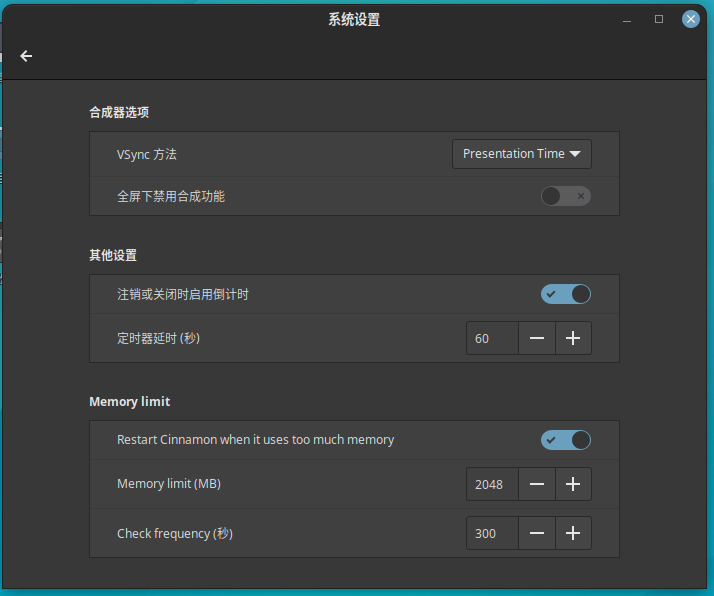 系统设置
合成器选项
VSync 方法
Presentation Time
全屏下禁用合成功能
其他设置
注销或关闭时启用倒计时
定时器延时 (秒)
60
Memory limit
Restart Cinnamon when it uses too much memory
Memory limit (MB)
2048
Check frequency (秒)
300